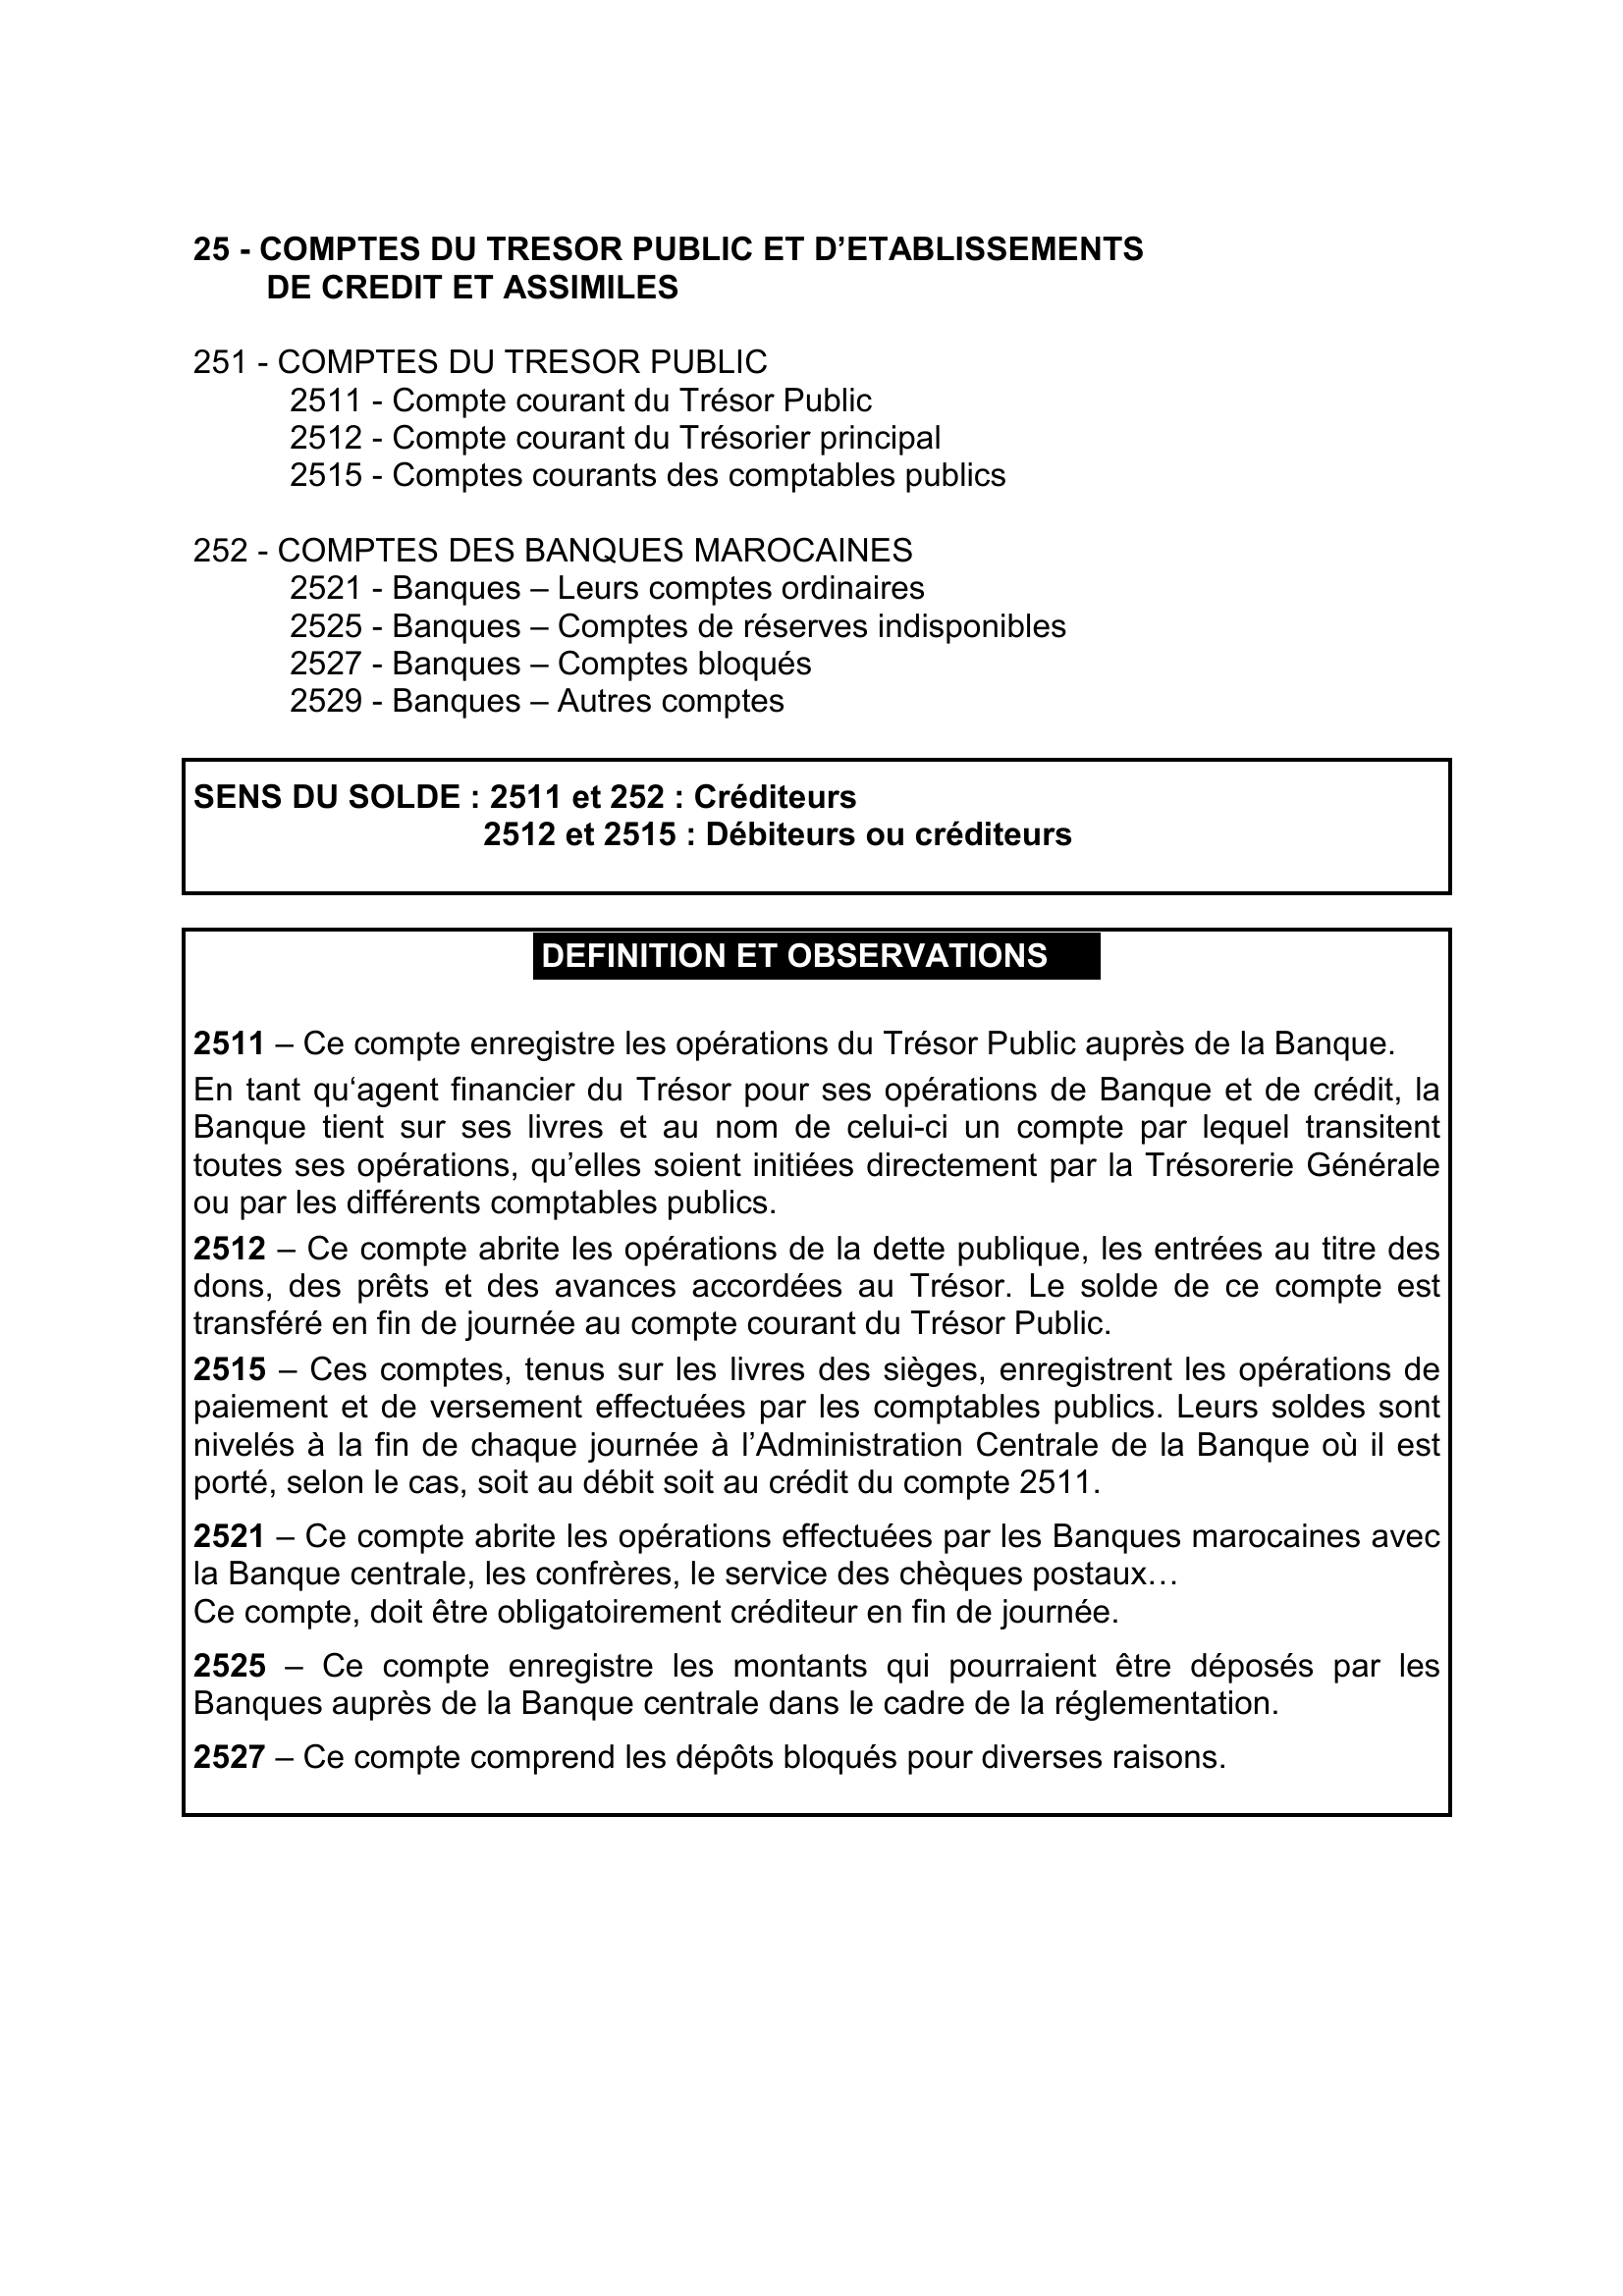 25 - COMPTES DU TRESOR PUBLIC ET D’ETABLISSEMENTS
DE CREDIT ET ASSIMILES
251 - COMPTES DU TRESOR PUBLIC
2511 - Compte courant du Trésor Public
2512 - Compte courant du Trésorier principal
2515 - Comptes courants des comptables publics
252 - COMPTES DES BANQUES MAROCAINES
2521 - Banques – Leurs comptes ordinaires
2525 - Banques – Comptes de réserves indisponibles
2527 - Banques – Comptes bloqués
2529 - Banques – Autres comptes
SENS DU SOLDE : 2511 et 252 : Créditeurs
2512 et 2515 : Débiteurs ou créditeurs
DEFINITION ET OBSERVATIONS
2511 – Ce compte enregistre les opérations du Trésor Public auprès de la Banque.
En tant qu‘agent financier du Trésor pour ses opérations de Banque et de crédit, la
Banque tient sur ses livres et au nom de celui-ci un compte par lequel transitent
toutes ses opérations, qu’elles soient initiées directement par la Trésorerie Générale
ou par les différents comptables publics.
2512 – Ce compte abrite les opérations de la dette publique, les entrées au titre des
dons, des prêts et des avances accordées au Trésor. Le solde de ce compte est
transféré en fin de journée au compte courant du Trésor Public.
2515 – Ces comptes, tenus sur les livres des sièges, enregistrent les opérations de
paiement et de versement effectuées par les comptables publics. Leurs soldes sont
nivelés à la fin de chaque journée à l’Administration Centrale de la Banque où il est
porté, selon le cas, soit au débit soit au crédit du compte 2511.
2521 – Ce compte abrite les opérations effectuées par les Banques marocaines avec
la Banque centrale, les confrères, le service des chèques postaux…
Ce compte, doit être obligatoirement créditeur en fin de journée.
2525 – Ce compte enregistre les montants qui pourraient être déposés par les
Banques auprès de la Banque centrale dans le cadre de la réglementation.
2527 – Ce compte comprend les dépôts bloqués pour diverses raisons.